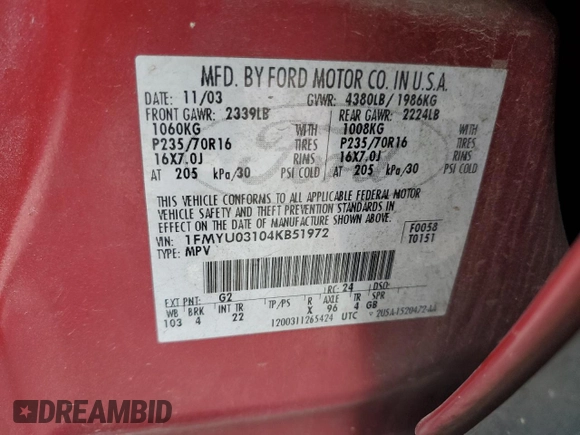 MFD. BY FORD MOTOR CO. IN U.S.A.
DATE: 11/03 GVWR: 4380LB/ 1986KG
FRONT GAWR: 2339LB REAR GAWR: 2224LB
1060KG WITH 1008KG WITH
P235/70R16 TIRES P235/70R16 TIRES
16X7.0J RIMS 16X7.0J RIMS
AT 205 kPa/30 PSI COLD AT 205 kPa/30 PSI COLD
THIS VEHICLE CONFORMS TO ALL APPLICABLE FEDERAL MOTOR
VEHICLE SAFETY AND THEFT PREVENTION STANDARDS IN
EFFECT ON THE DATE OF MANUFACTURE SHOWN ABOVE.
VIN: 1FMYU03104KB51972 F0058
TYPE: MPV T0151
EXT PNT: G2 RC: 24 DSO:
WB BRK INT TR TP/PS R AXLE TR SPR
103 4 22 X 96 4 GB
1200311265424 UTC
DREAMBID